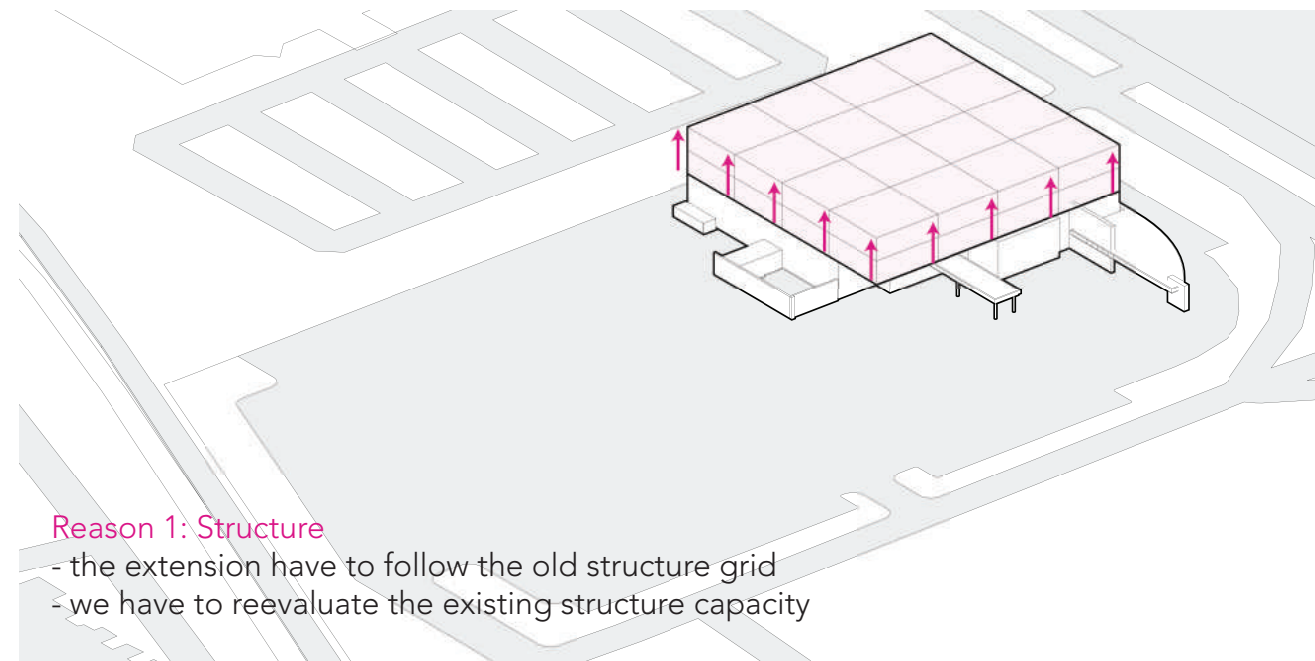 Reason 1: Structure
- the extension have to follow the old structure grid
- we have to reevaluate the existing structure capacity